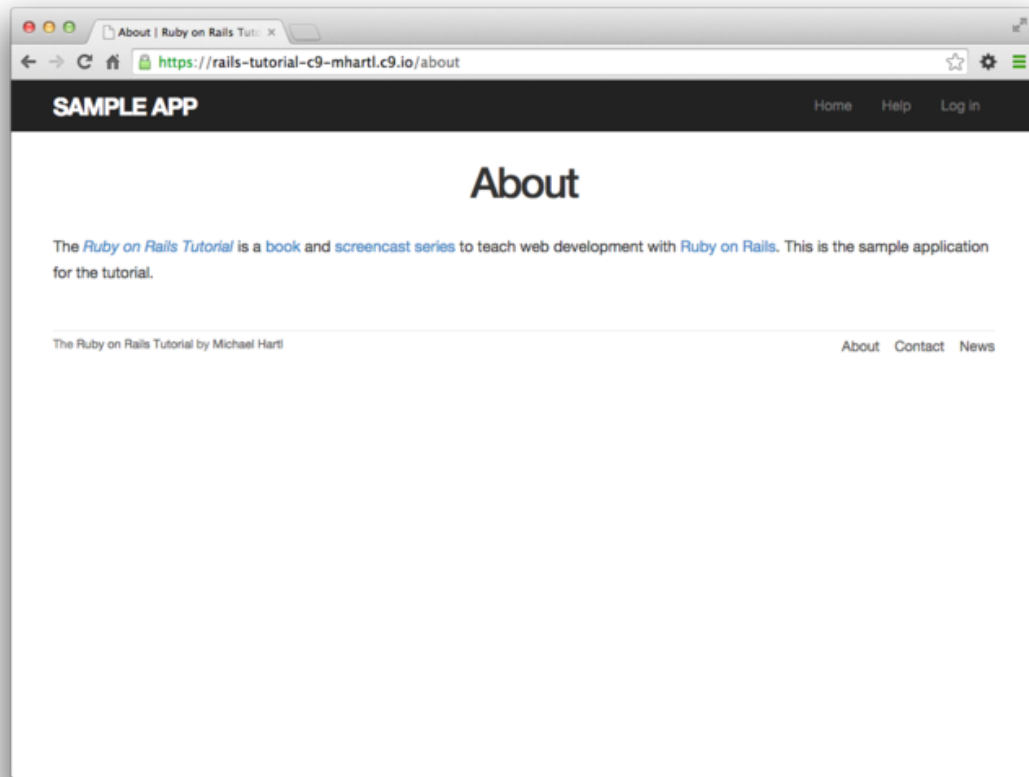 About | Ruby on Rails Tuto
https://rails-tutorial-c9-mhartl.c9.io/about
SAMPLE APP Home Help Log in
About
The Ruby on Rails Tutorial is a book and screencast series to teach web development with Ruby on Rails. This is the sample application
for the tutorial.
The Ruby on Rails Tutorial by Michael Hartl About Contact News